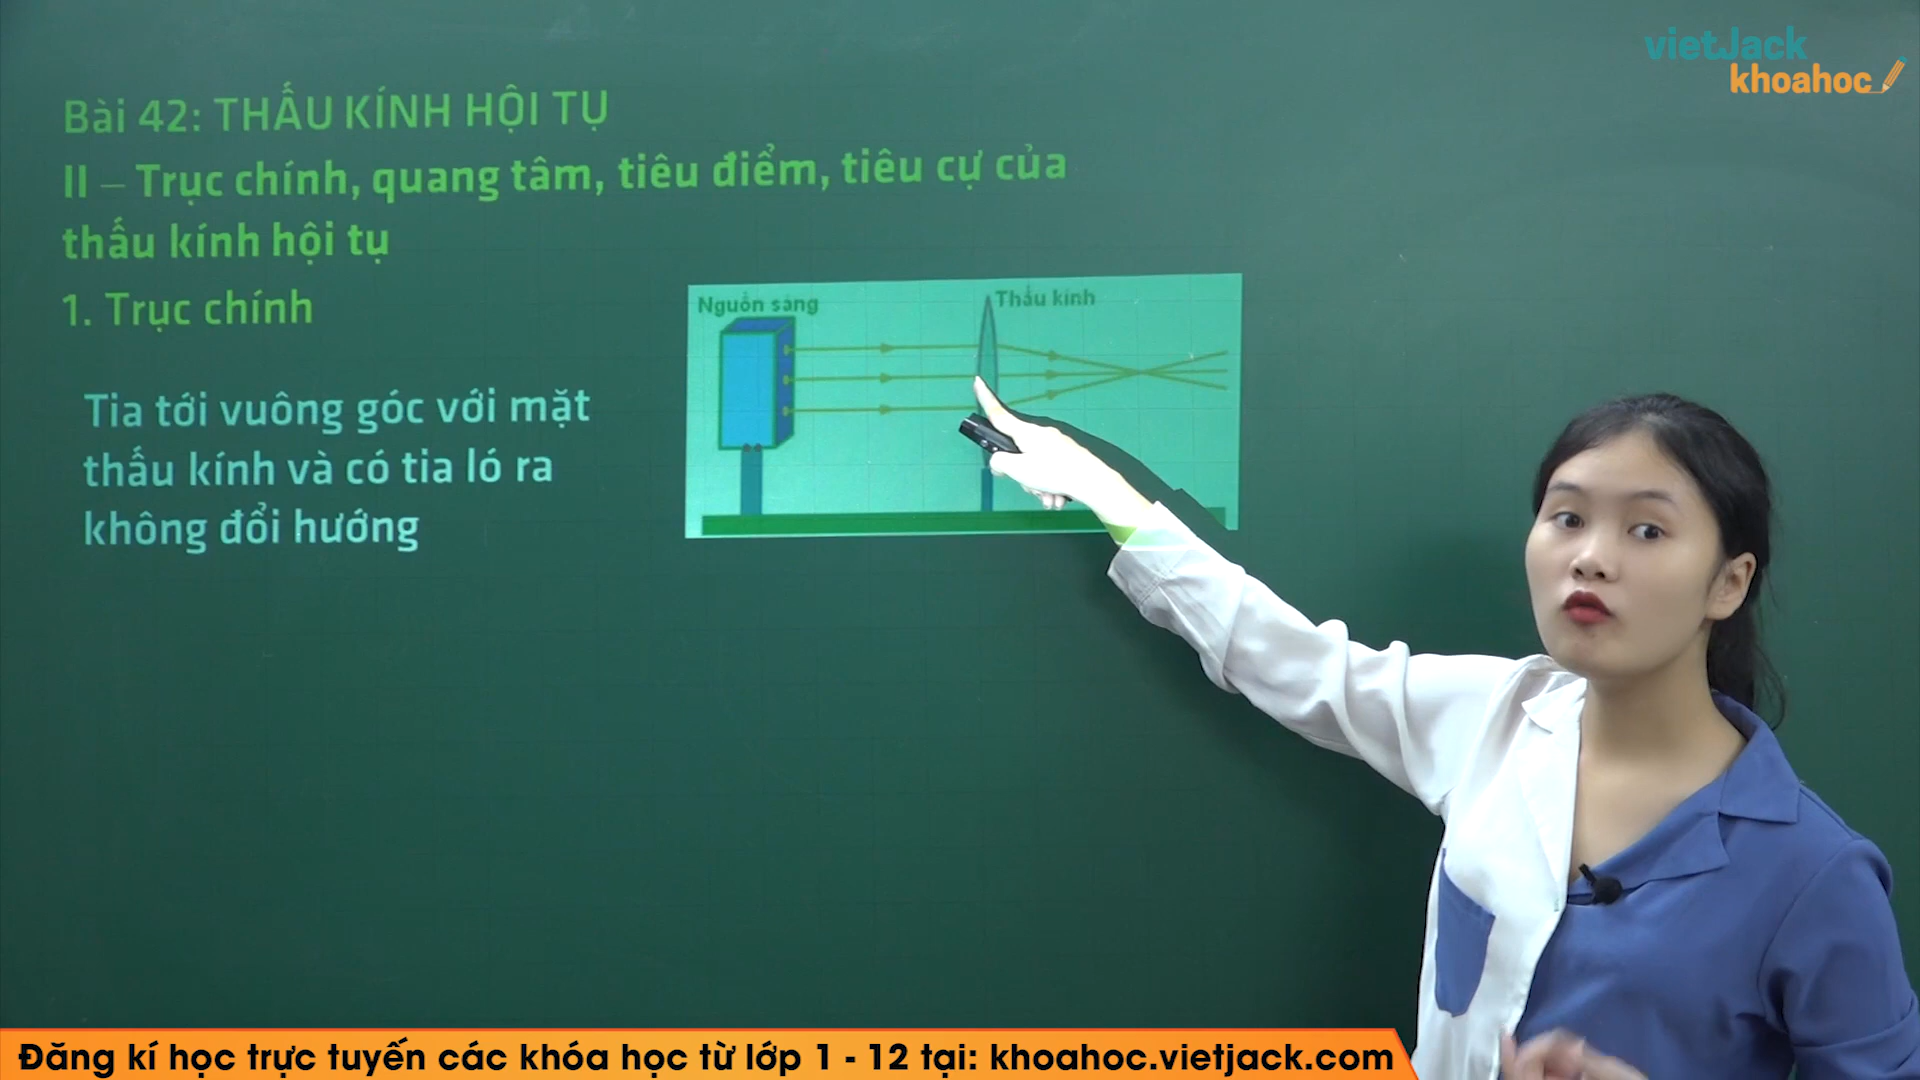 vietJack
khoahoc
Bài 42: THẤU KÍNH HỘI TỤ
II – Trục chính, quang tâm, tiêu điểm, tiêu cự của
thấu kính hội tụ
1. Trục chính
Nguồn sáng
Thấu kính
Tia tới vuông góc với mặt
thấu kính và có tia ló ra
không đổi hướng
Đăng kí học trực tuyến các khóa học từ lớp 1 - 12 tại: khoahoc.vietjack.com